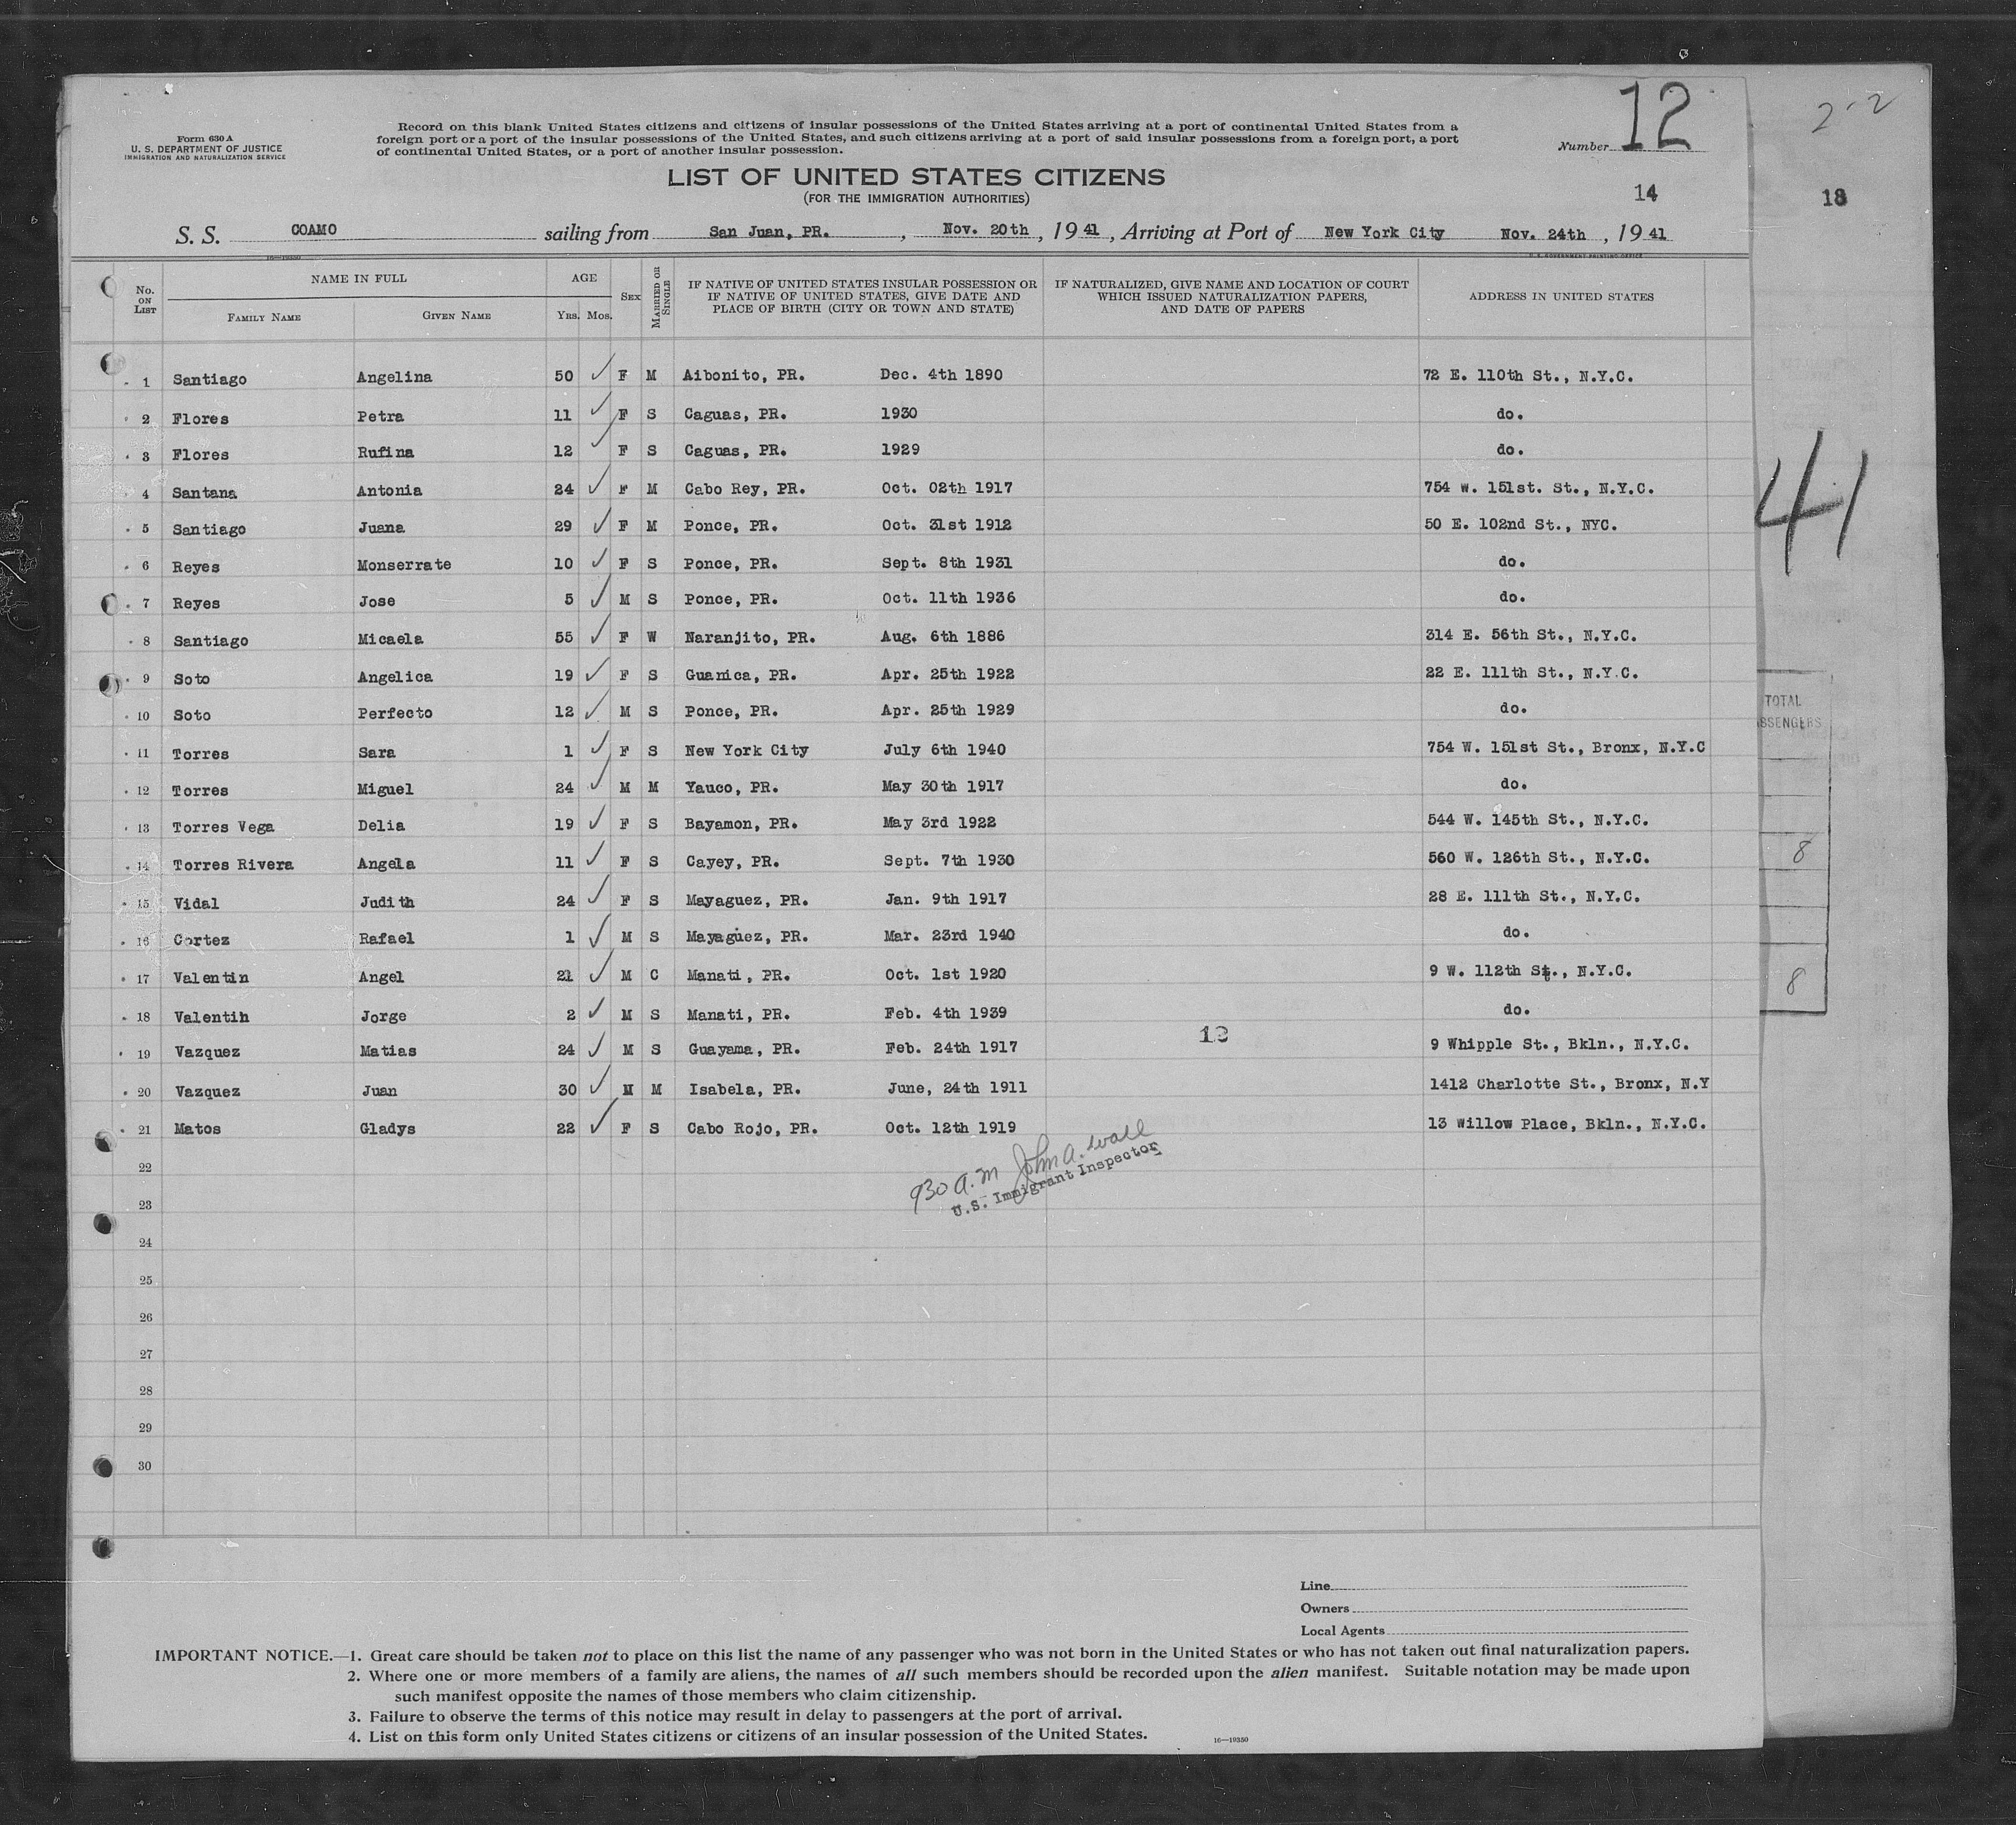 12
2-2
Form 630 A
U. S. DEPARTMENT OF JUSTICE
IMMIGRATION AND NATURALIZATION SERVICE
Record on this blank United States citizens and citizens of insular possessions of the United States arriving at a port of continental United States from a
foreign port or a port of the insular possessions of the United States, and such citizens arriving at a port of said insular possessions from a foreign port, a port
of continental United States, or a port of another insular possession.
Number
LIST OF UNITED STATES CITIZENS
(FOR THE IMMIGRATION AUTHORITIES)
14
18
S. S. COAMO sailing from San Juan, PR. , Nov. 20th , 19 41 , Arriving at Port of New York City Nov. 24th , 19 41
16—19350 U. S. GOVERNMENT PRINTING OFFICE
No. ON LIST NAME IN FULL FAMILY NAME GIVEN NAME AGE YRS. MOS. SEX MARRIED OR SINGLE IF NATIVE OF UNITED STATES INSULAR POSSESSION OR IF NATIVE OF UNITED STATES, GIVE DATE AND PLACE OF BIRTH (CITY OR TOWN AND STATE) IF NATURALIZED, GIVE NAME AND LOCATION OF COURT WHICH ISSUED NATURALIZATION PAPERS, AND DATE OF PAPERS ADDRESS IN UNITED STATES
1 Santiago Angelina 50 F M Aibonito, PR. Dec. 4th 1890 72 E. 110th St., N.Y.C.
2 Flores Petra 11 F S Caguas, PR. 1930 do.
3 Flores Rufina 12 F S Caguas, PR. 1929 do.
4 Santana Antonia 24 F M Cabo Rey, PR. Oct. 02th 1917 754 W. 151st. St., N.Y.C.
5 Santiago Juana 29 F M Ponce, PR. Oct. 31st 1912 50 E. 102nd St., NYC.
6 Reyes Monserrate 10 F S Ponce, PR. Sept. 8th 1931 do.
7 Reyes Jose 5 M S Ponce, PR. Oct. 11th 1936 do.
8 Santiago Micaela 55 F W Naranjito, PR. Aug. 6th 1886 314 E. 56th St., N.Y.C.
9 Soto Angelica 19 F S Guanica, PR. Apr. 25th 1922 22 E. 111th St., N.Y.C.
10 Soto Perfecto 12 M S Ponce, PR. Apr. 25th 1929 do.
11 Torres Sara 1 F S New York City July 6th 1940 754 W. 151st St., Bronx, N.Y.C
12 Torres Miguel 24 M M Yauco, PR. May 30th 1917 do.
13 Torres Vega Delia 19 F S Bayamon, PR. May 3rd 1922 544 W. 145th St., N.Y.C.
14 Torres Rivera Angela 11 F S Cayey, PR. Sept. 7th 1930 560 W. 126th St., N.Y.C.
15 Vidal Judith 24 F S Mayaguez, PR. Jan. 9th 1917 28 E. 111th St., N.Y.C.
16 Cortez Rafael 1 M S Mayaguez, PR. Mar. 23rd 1940 do.
17 Valentin Angel 21 M C Manati, PR. Oct. 1st 1920 9 W. 112th St., N.Y.C.
18 Valentin Jorge 2 M S Manati, PR. Feb. 4th 1939 do.
19 Vazquez Matias 24 M S Guayama, PR. Feb. 24th 1917 9 Whipple St., Bkln., N.Y.C.
20 Vazquez Juan 30 M M Isabela, PR. June, 24th 1911 1412 Charlotte St., Bronx, N.Y
21 Matos Gladys 22 F S Cabo Rojo, PR. Oct. 12th 1919 13 Willow Place, Bkln., N.Y.C.
22
23
24
25
26
27
28
29
30
41
TOTAL
8
8
930 a.m John A. Wall
U.S. Immigrant Inspector
Line
Owners
Local Agents
IMPORTANT NOTICE.—1. Great care should be taken not to place on this list the name of any passenger who was not born in the United States or who has not taken out final naturalization papers.
2. Where one or more members of a family are aliens, the names of all such members should be recorded upon the alien manifest. Suitable notation may be made upon
such manifest opposite the names of those members who claim citizenship.
3. Failure to observe the terms of this notice may result in delay to passengers at the port of arrival.
4. List on this form only United States citizens or citizens of an insular possession of the United States.
16—19350